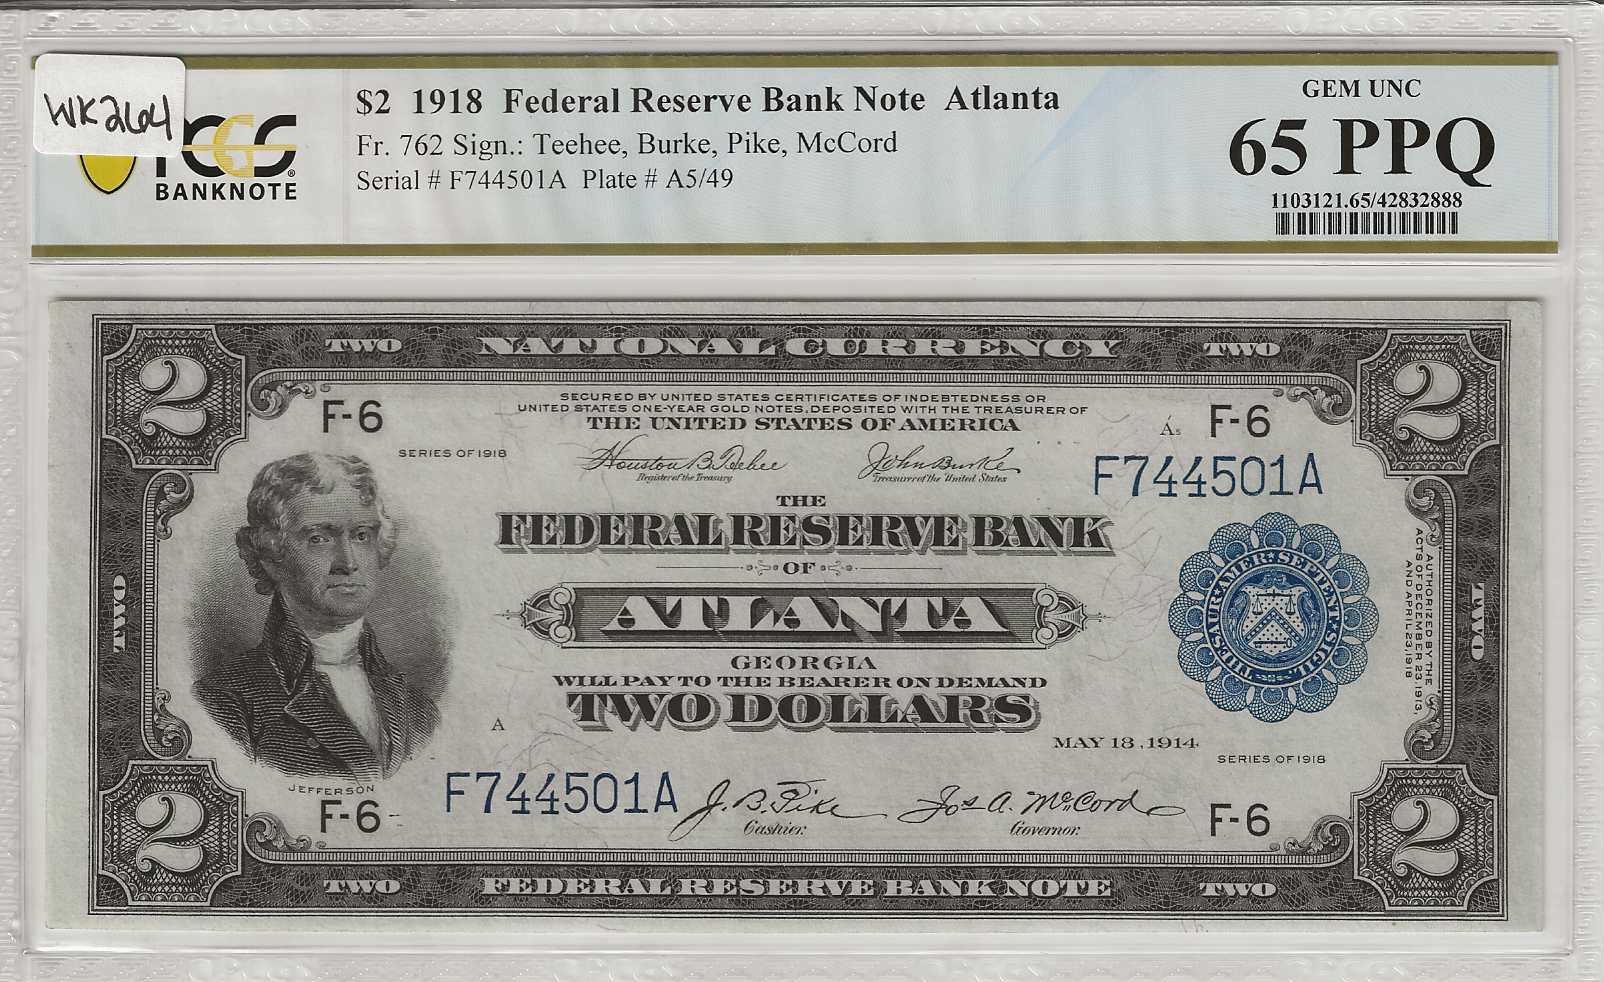 WK264
PCGS
BANKNOTE
$2 1918 Federal Reserve Bank Note Atlanta
Fr. 762 Sign.: Teehee, Burke, Pike, McCord
Serial # F744501A Plate # A5/49
GEM UNC
65 PPQ
1103121.65/42832888
2
TWO
NATIONAL CURRENCY
TWO
2
F-6
SECURED BY UNITED STATES CERTIFICATES OF INDEBTEDNESS OR
UNITED STATES ONE-YEAR GOLD NOTES, DEPOSITED WITH THE TREASURER OF
THE UNITED STATES OF AMERICA
A5 F-6
SERIES OF 1918
Houston B. Teehee
Register of the Treasury
John Burke
Treasurer of the United States
F744501A
THE
FEDERAL RESERVE BANK
OF
ATLANTA
GEORGIA
WILL PAY TO THE BEARER ON DEMAND
TWO DOLLARS
TWO
THE TREASURY
AUTHORIZED BY THE
ACTS OF DECEMBER 23, 1913
AND APRIL 23, 1918
TWO
A
MAY 18, 1914
SERIES OF 1918
JEFFERSON
F-6
F744501A
J. B. Pike
Cashier.
Jos A. McCord
Governor.
F-6
2
TWO
FEDERAL RESERVE BANK NOTE
TWO
2